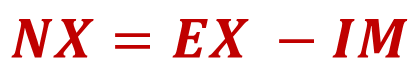 NX = EX − IM